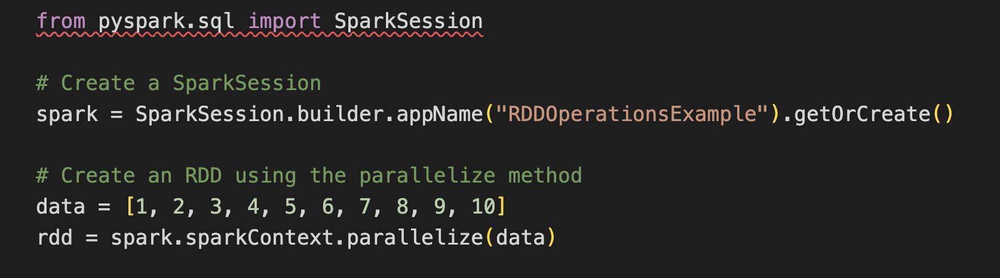 from pyspark.sql import SparkSession
# Create a SparkSession
spark = SparkSession.builder.appName("RDDOperationsExample").getOrCreate()
# Create an RDD using the parallelize method
data = [1, 2, 3, 4, 5, 6, 7, 8, 9, 10]
rdd = spark.sparkContext.parallelize(data)